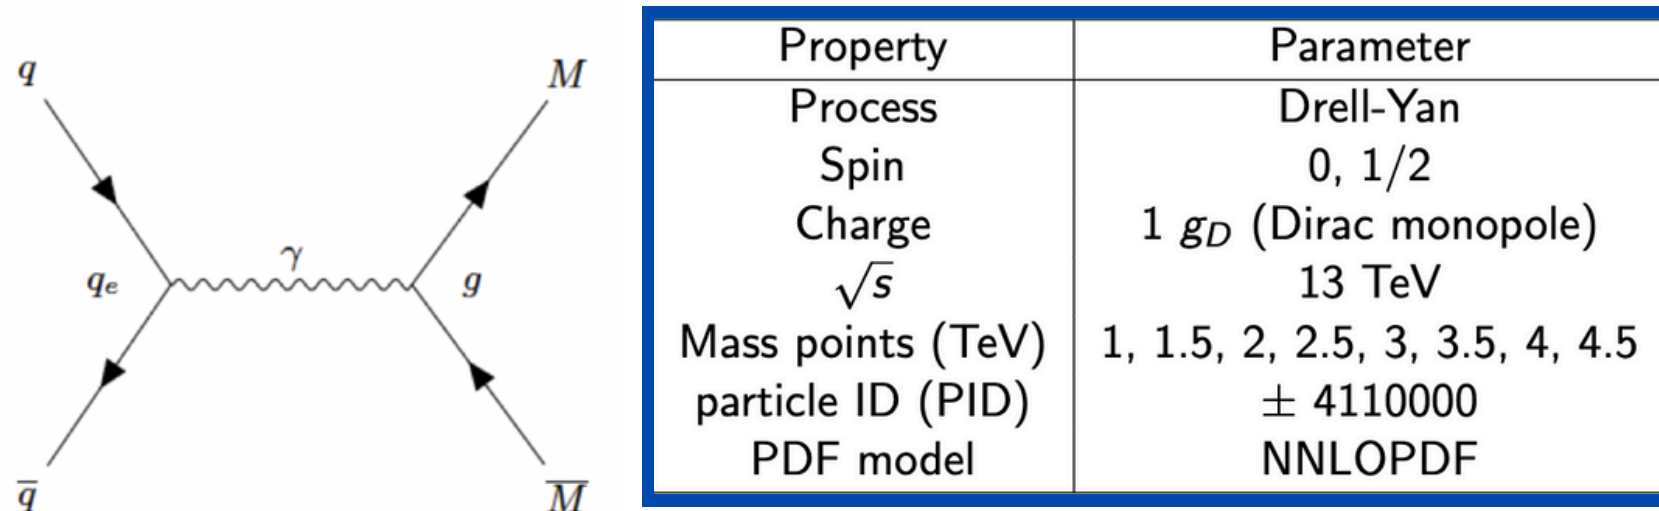 q
M
qₑ
γ
g
q̅
M̅
Property Parameter
Process Drell-Yan
Spin 0, 1/2
Charge 1 g_D (Dirac monopole)
√s 13 TeV
Mass points (TeV) 1, 1.5, 2, 2.5, 3, 3.5, 4, 4.5
particle ID (PID) ± 4110000
PDF model NNLOPDF